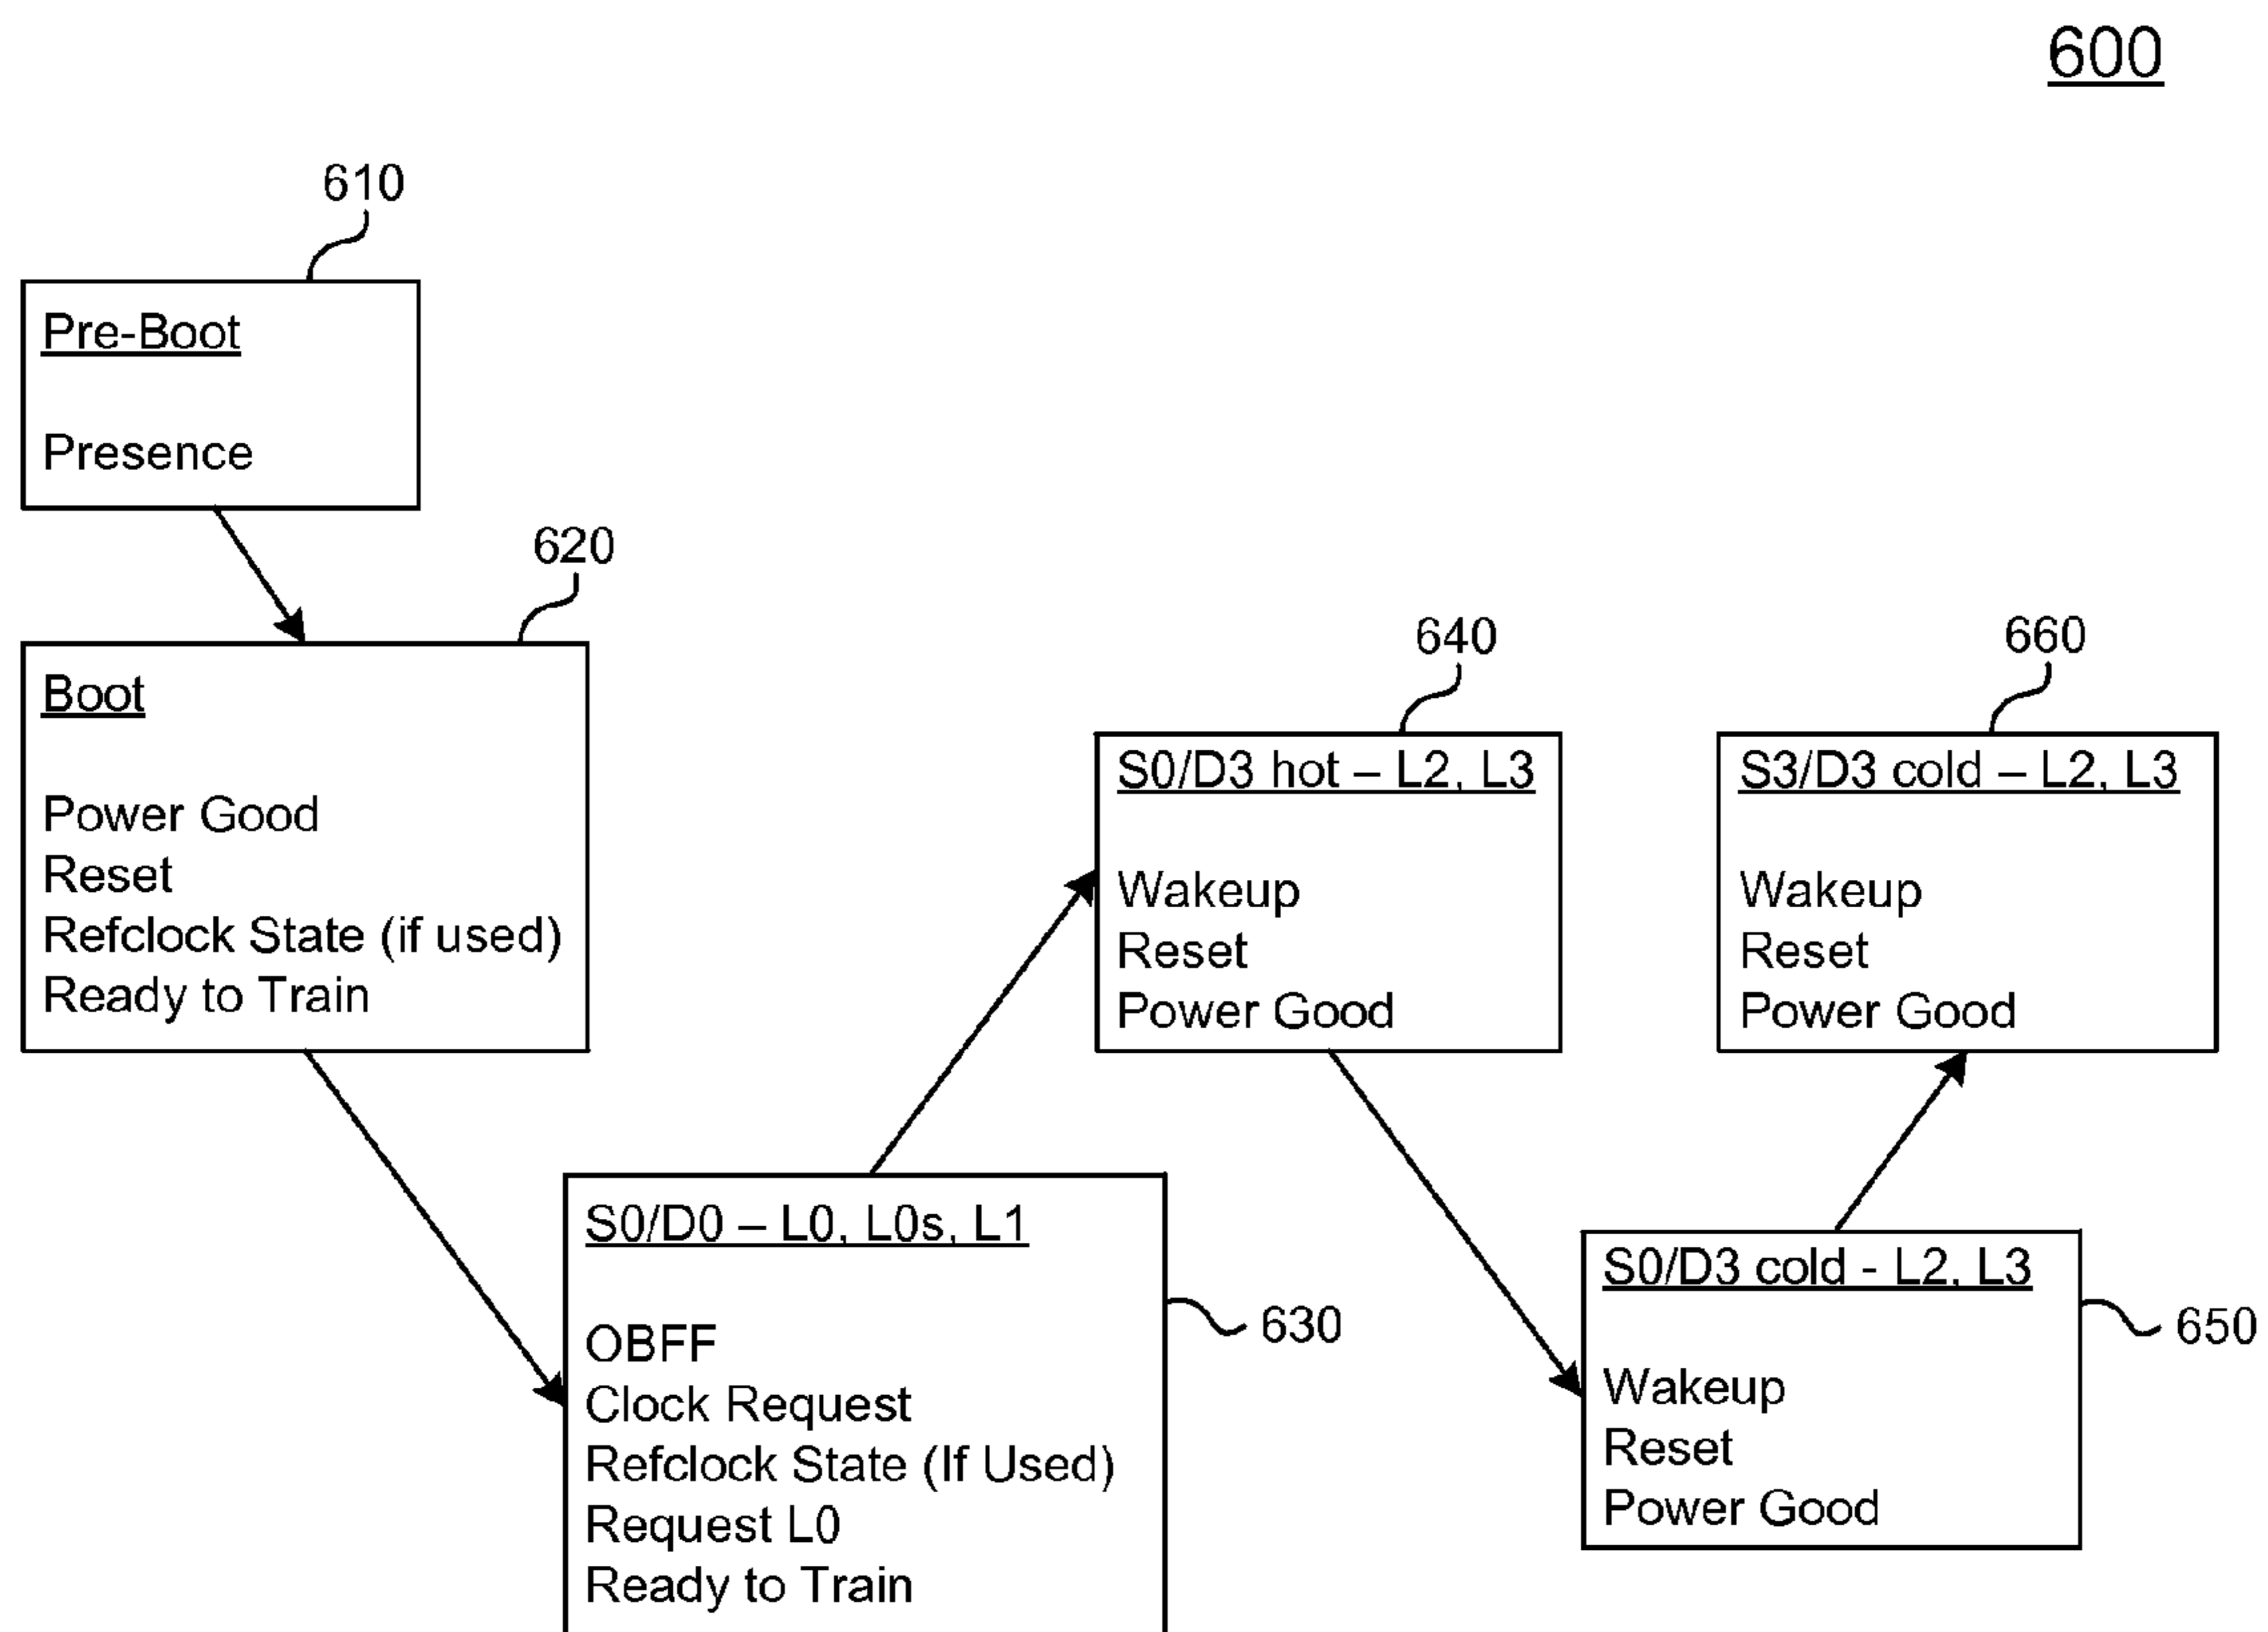 600
610
Pre-Boot
Presence
620
Boot
Power Good
Reset
Refclock State (if used)
Ready to Train
630
S0/D0 – L0, L0s, L1
OBFF
Clock Request
Refclock State (If Used)
Request L0
Ready to Train
640
S0/D3 hot – L2, L3
Wakeup
Reset
Power Good
650
S0/D3 cold - L2, L3
Wakeup
Reset
Power Good
660
S3/D3 cold – L2, L3
Wakeup
Reset
Power Good